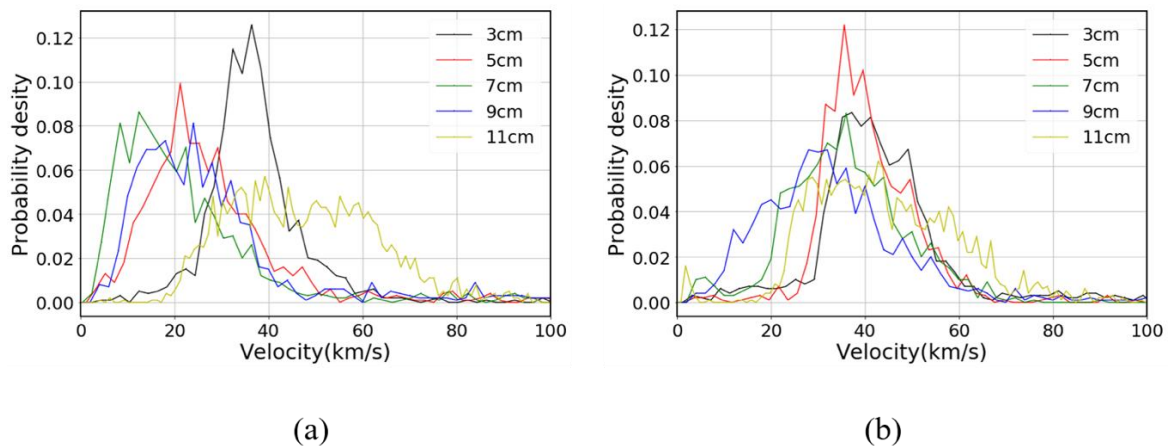 Probability desity
0.12
0.10
0.08
0.06
0.04
0.02
0.00
3cm
5cm
7cm
9cm
11cm
0 20 40 60 80 100
Velocity(km/s)
(a)
Probability desity
0.12
0.10
0.08
0.06
0.04
0.02
0.00
3cm
5cm
7cm
9cm
11cm
0 20 40 60 80 100
Velocity(km/s)
(b)